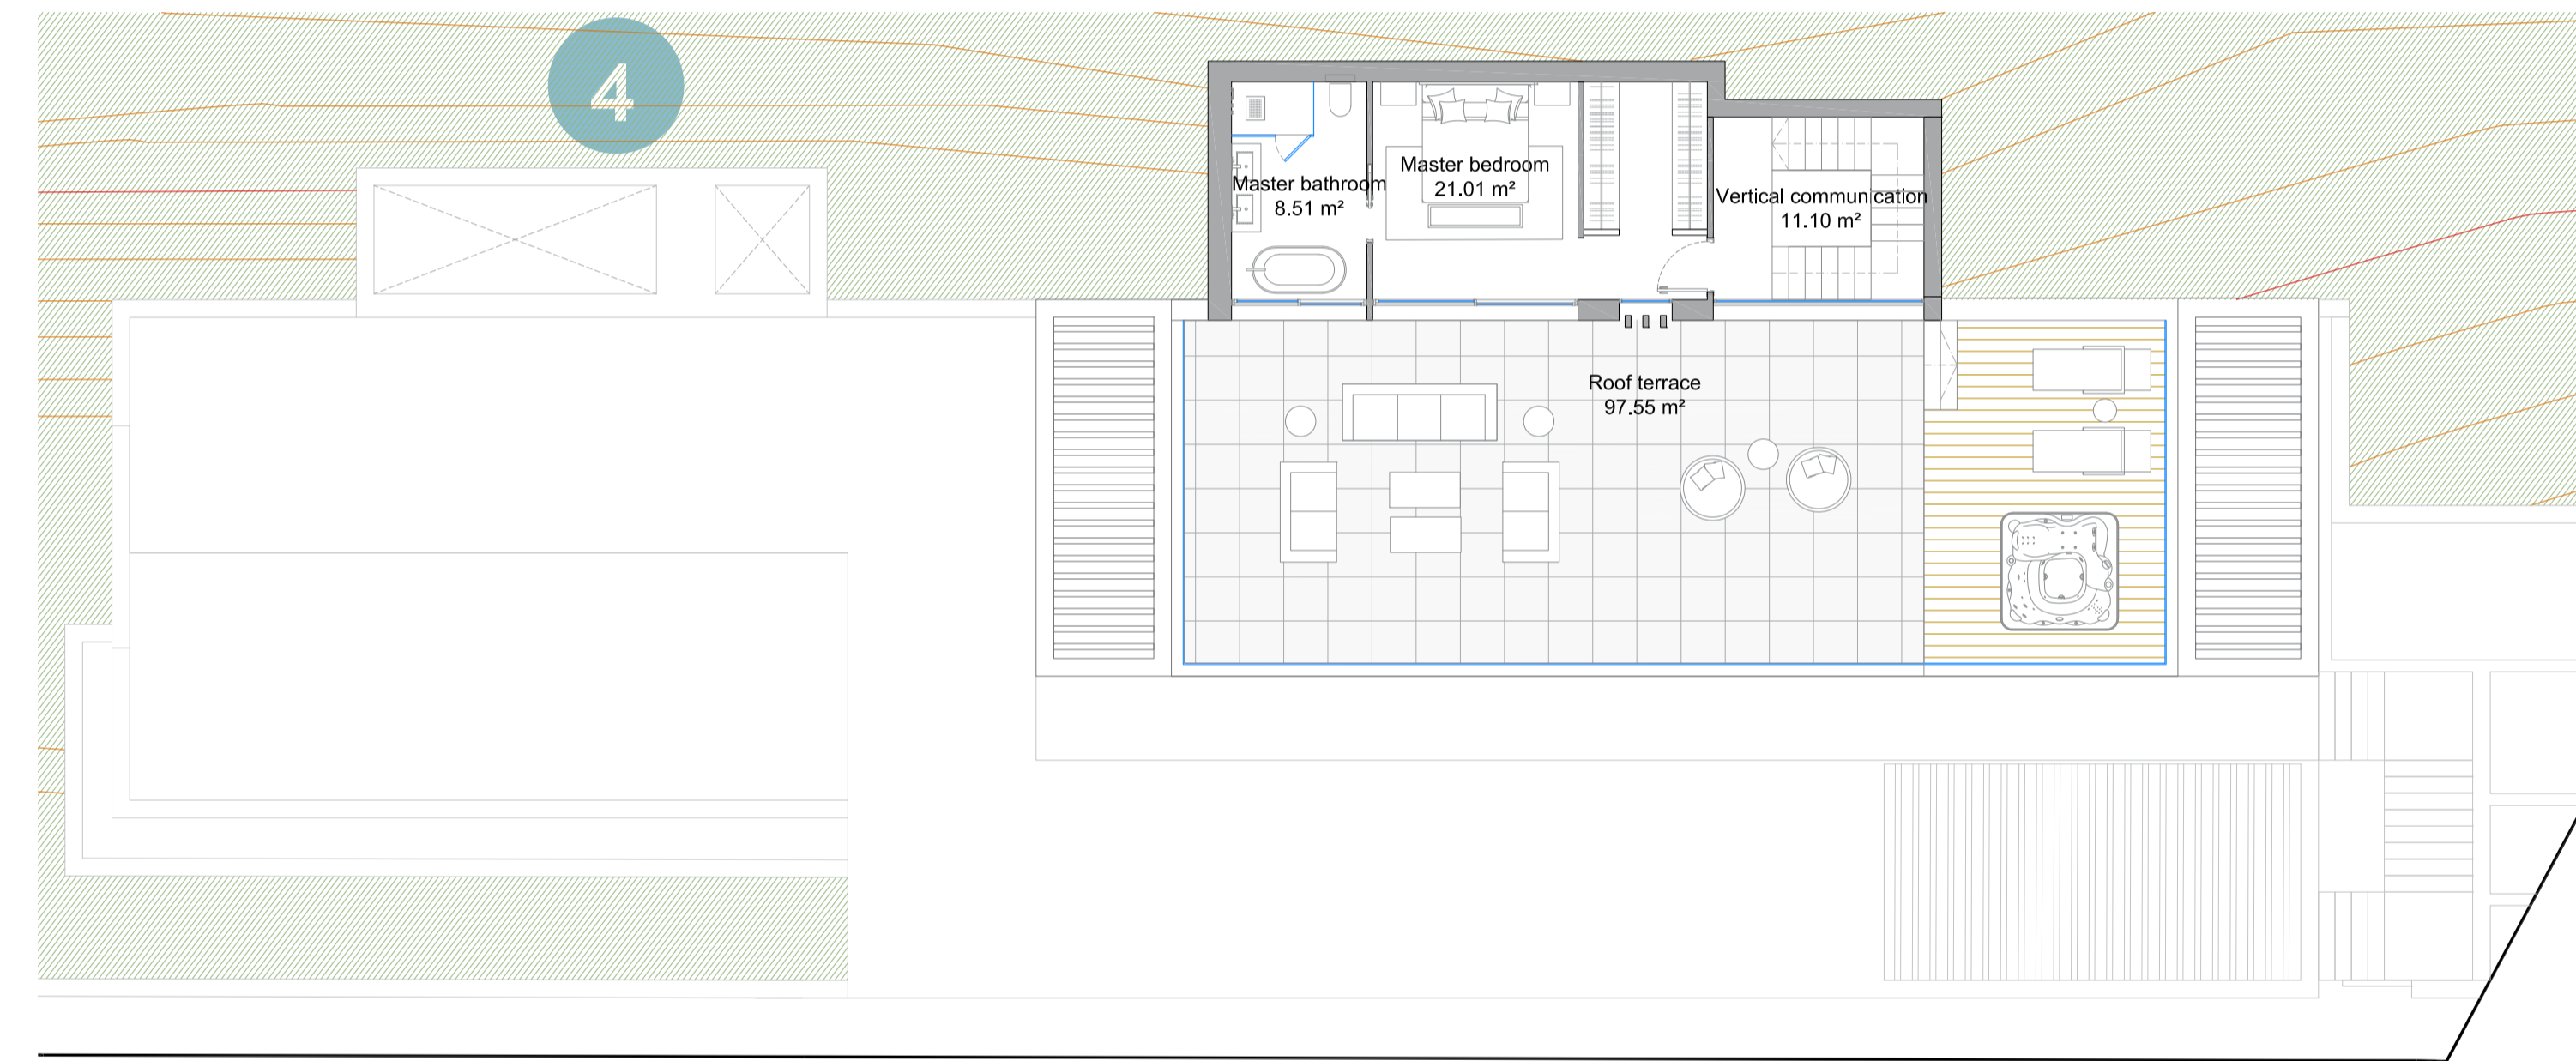 4
Master bathroom
8.51 m²
Master bedroom
21.01 m²
Vertical communication
11.10 m²
Roof terrace
97.55 m²